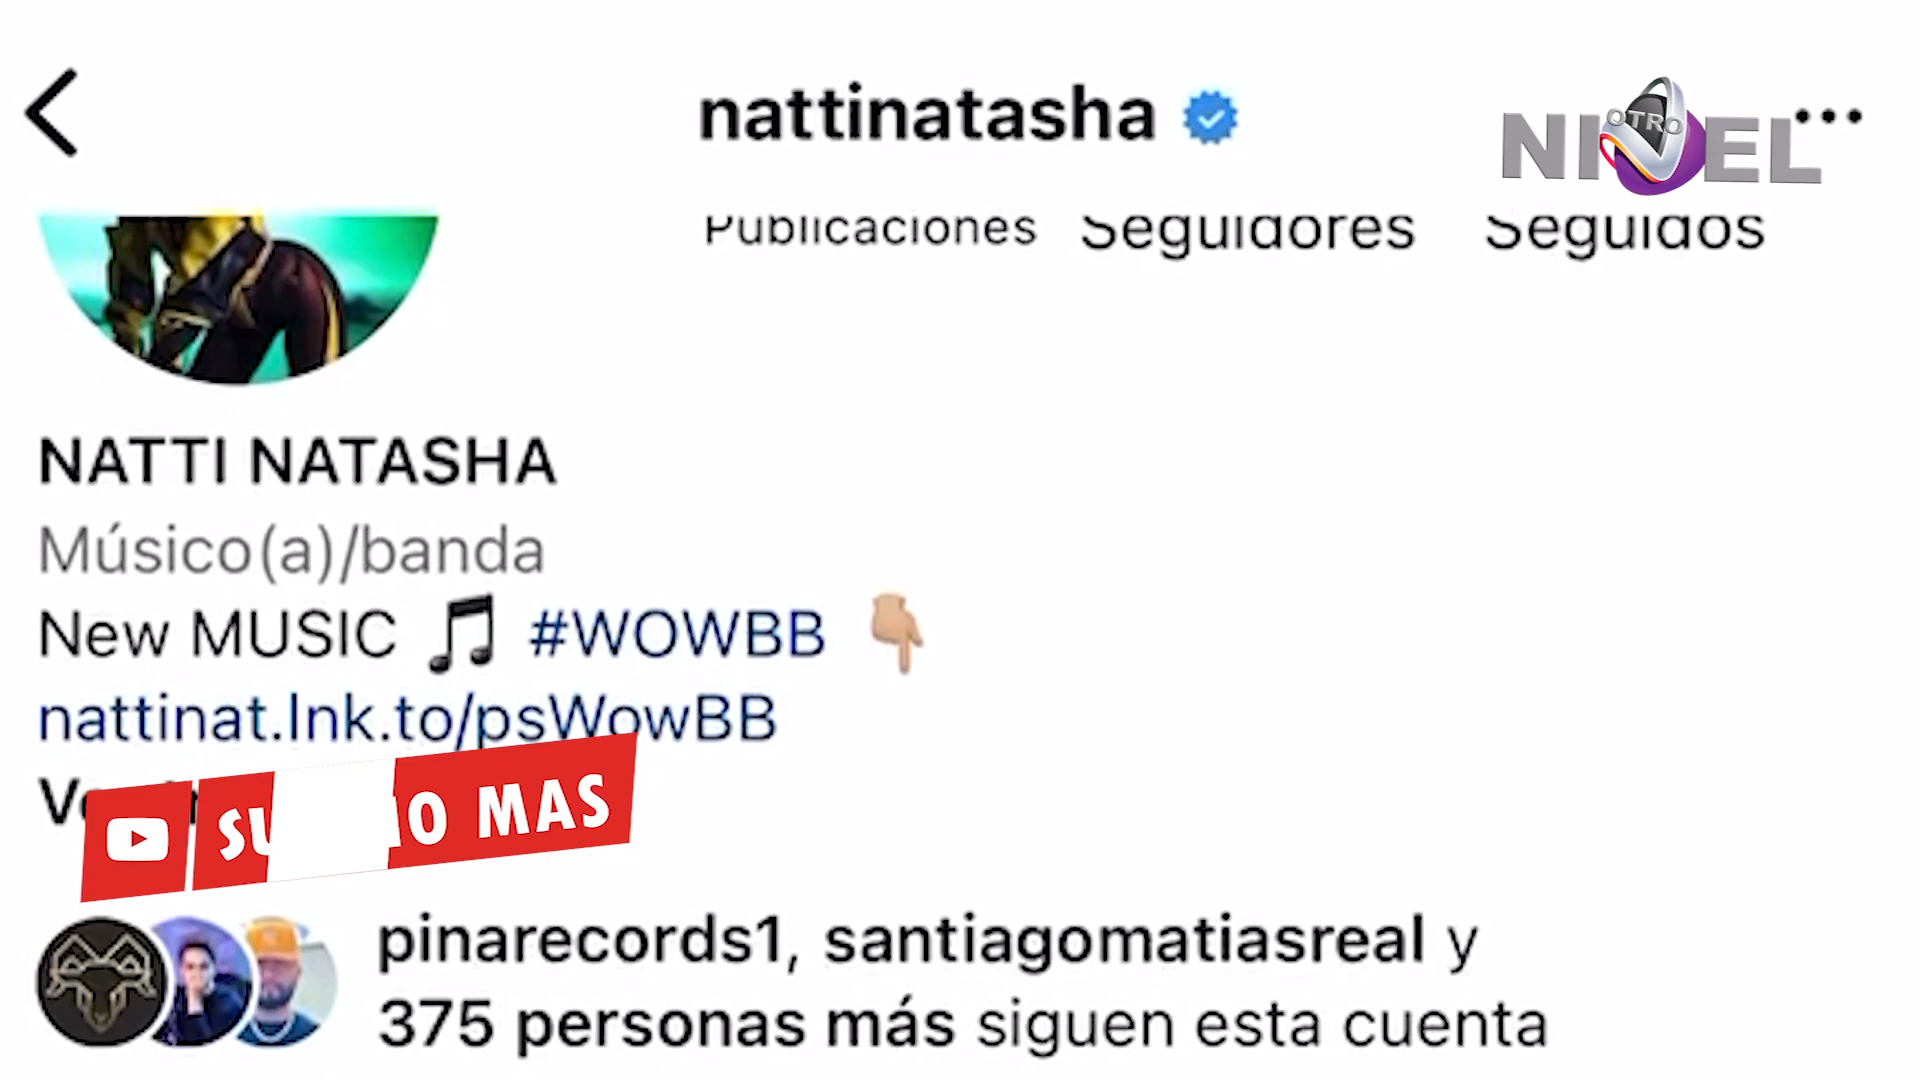 nattinatasha
NIVEL
OTRO
Publicaciones Seguidores Seguidos
NATTI NATASHA
Músico(a)/banda
New MUSIC 🎵 #WOWBB 👇🏼
nattinat.lnk.to/psWowBB
MAS
pinarecords1, santiagomatiasreal y
375 personas más siguen esta cuenta